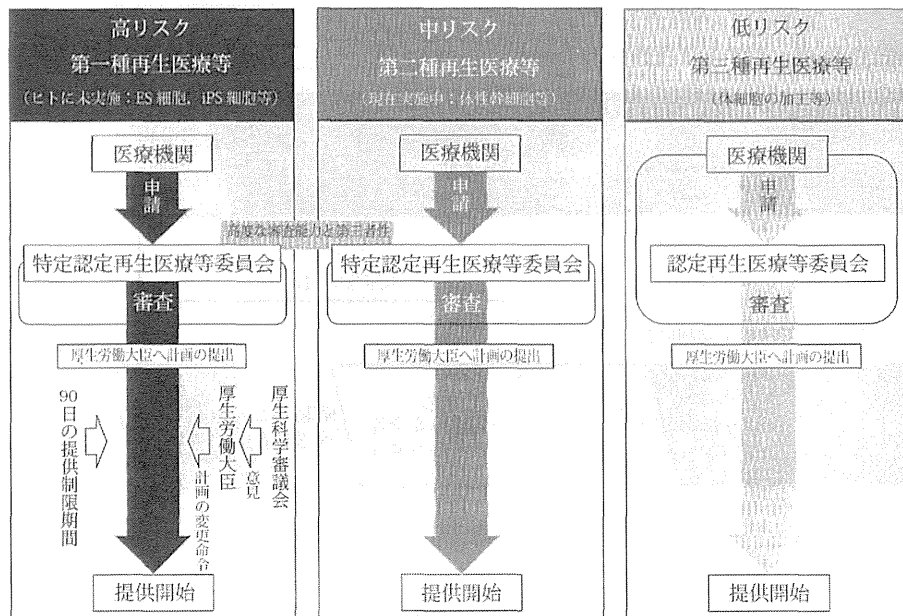 高リスク
第一種再生医療等
(ヒトに未実施：ES 細胞，iPS 細胞等)
医療機関
申請
高度な審査能力と第三者性
特定認定再生医療等委員会
審査
厚生労働大臣へ計画の提出
90日の提供制限期間
計画の変更命令
厚生労働大臣
意見
厚生科学審議会
提供開始
中リスク
第二種再生医療等
(現在実施中：体性幹細胞等)
医療機関
申請
特定認定再生医療等委員会
審査
厚生労働大臣へ計画の提出
提供開始
低リスク
第三種再生医療等
(体細胞の加工等)
医療機関
申請
認定再生医療等委員会
審査
厚生労働大臣へ計画の提出
提供開始